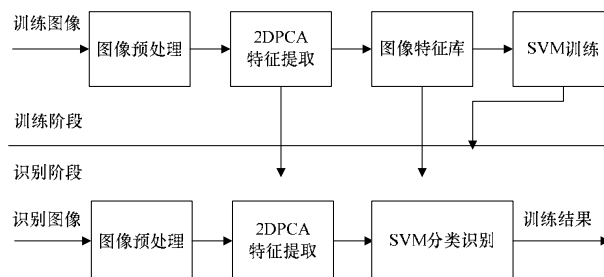 训练图像
图像预处理
2DPCA
特征提取
图像特征库
SVM训练
训练阶段
识别阶段
识别图像
图像预处理
2DPCA
特征提取
SVM分类识别
训练结果